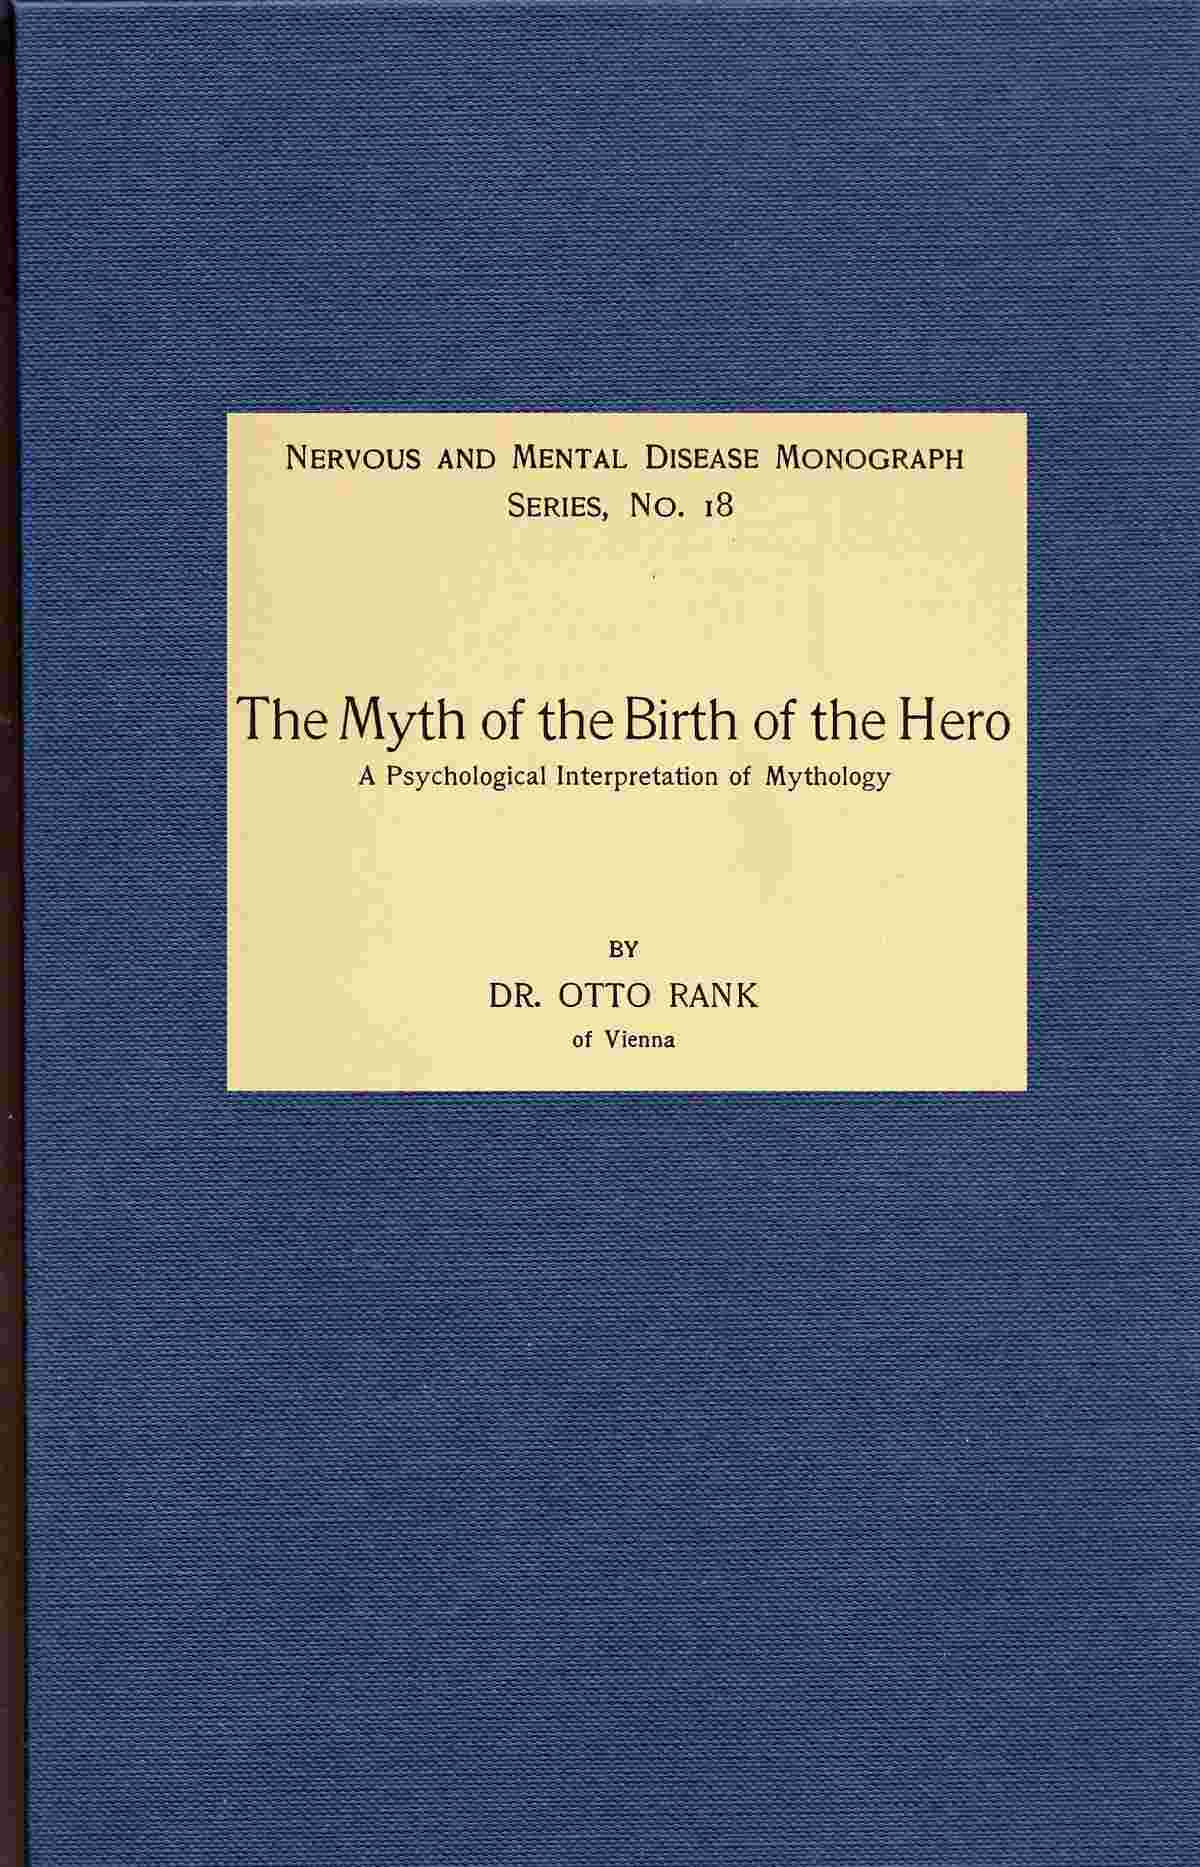 NERVOUS AND MENTAL DISEASE MONOGRAPH
SERIES, NO. 18
The Myth of the Birth of the Hero
A Psychological Interpretation of Mythology
BY
DR. OTTO RANK
of Vienna